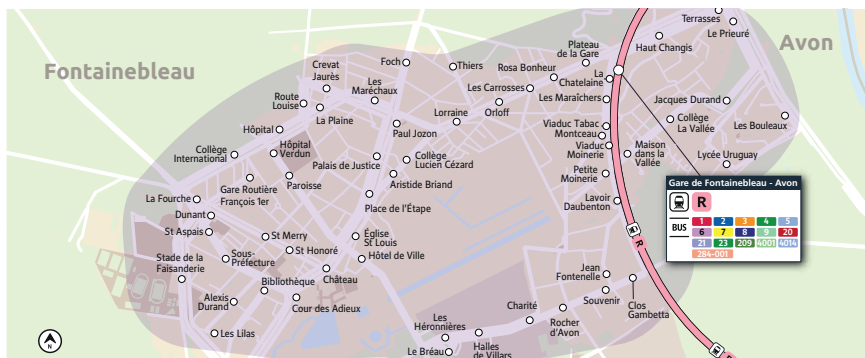 Terrasses
Le Prieuré
Plateau
de la Gare
Haut Changis
Avon
Fontainebleau
Foch
Thiers
Rosa Bonheur
La
Chatelaine
Crevat
Jaurès
Les
Maréchaux
Les Carrosses
Les Maraîchers
Jacques Durand
Route
Louise
La Plaine
Orloff
Lorraine
Paul Jozon
Viaduc Tabac
Montceau
Collège
La Vallée
Les Bouleaux
Hôpital
Viaduc
Moinerie
Maison
dans la
Vallée
Collège
International
Hôpital
Verdun
Palais de Justice
Collège
Lucien Cézard
Lycée Uruguay
Petite
Moinerie
Gare Routière
François 1er
Paroisse
Aristide Briand
Gare de Fontainebleau - Avon
R
BUS
1 2 3 4 5
6 7 8 9 20
21 23 209 4001 4014
284-001
La Fourche
Place de l'Étape
Lavoir
Daubenton
Dunant
St Aspais
St Merry
Église
St Louis
R
Sous-
Préfecture
St Honoré
Hôtel de Ville
Stade de la
Faisanderie
Château
Jean
Fontenelle
Bibliothèque
Alexis
Durand
Cour des Adieux
Souvenir
Clos
Gambetta
Charité
Rocher
d'Avon
Les Lilas
Les
Héronnières
Le Bréau
Halles
de Villars
N
R